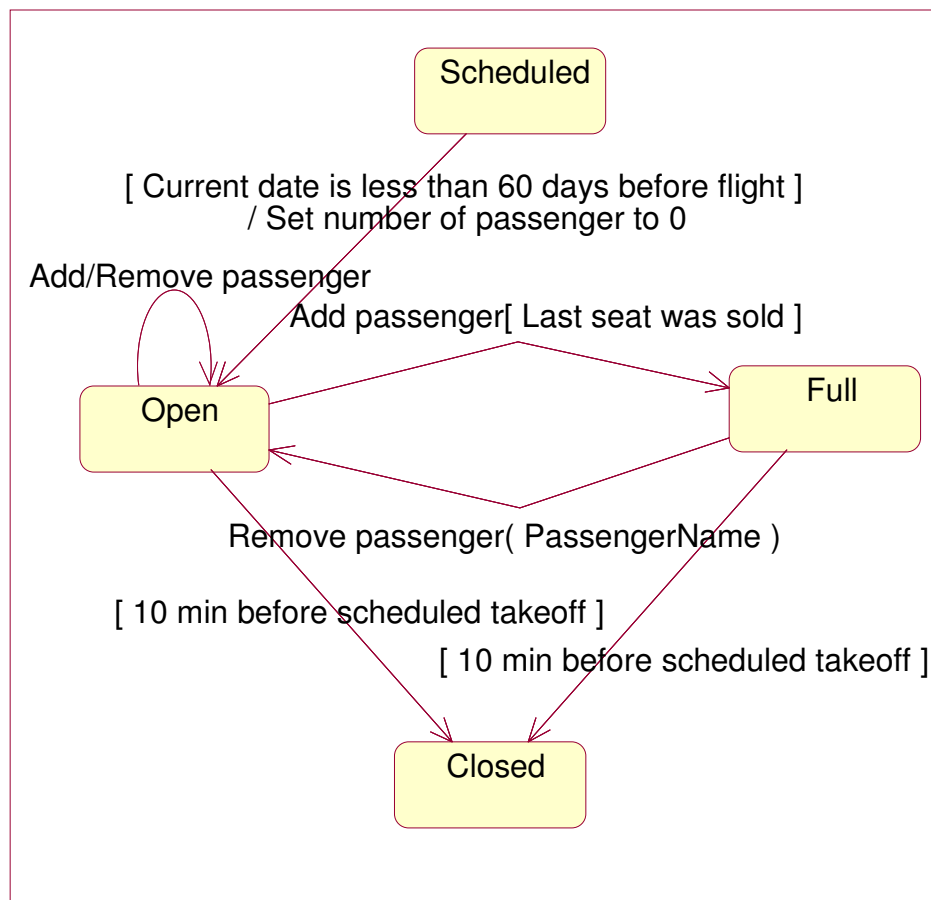 Scheduled
[ Current date is less than 60 days before flight ]
/ Set number of passenger to 0
Add/Remove passenger
Add passenger[ Last seat was sold ]
Open
Full
Remove passenger( PassengerName )
[ 10 min before scheduled takeoff ]
[ 10 min before scheduled takeoff ]
Closed